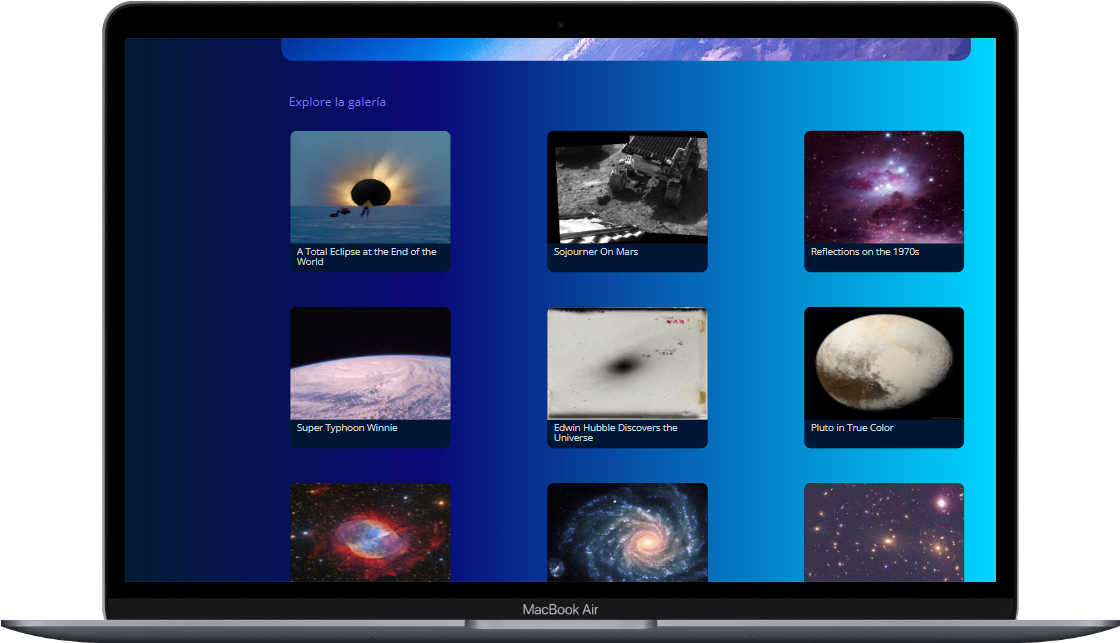 Explore la galería
A Total Eclipse at the End of the
World
Sojourner On Mars
Reflections on the 1970s
Super Typhoon Winnie
Edwin Hubble Discovers the
Universe
Pluto in True Color
MacBook Air